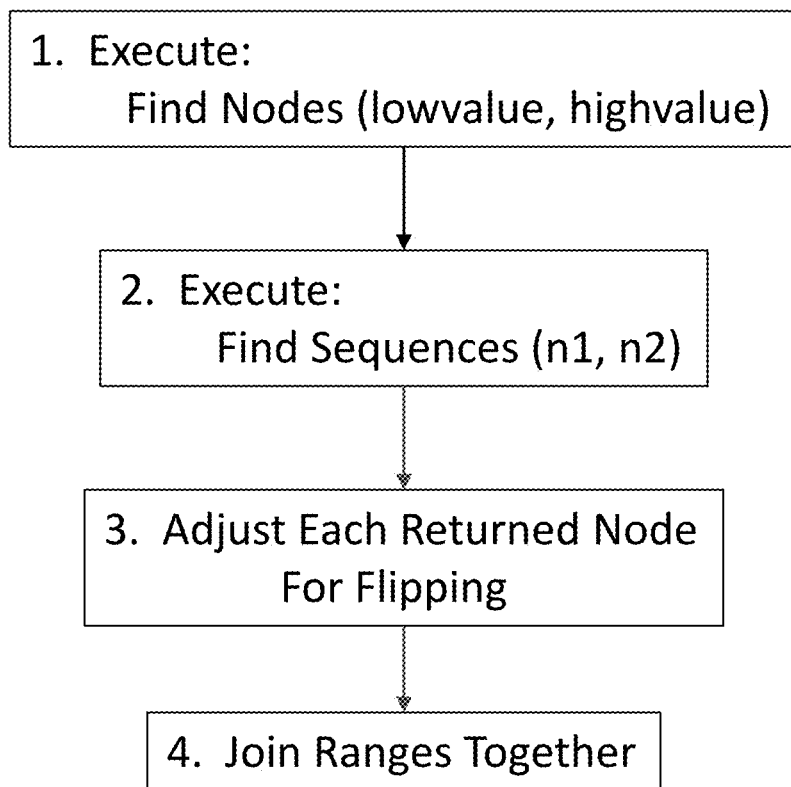 1. Execute:
Find Nodes (lowvalue, highvalue)
2. Execute:
Find Sequences (n1, n2)
3. Adjust Each Returned Node
For Flipping
4. Join Ranges Together